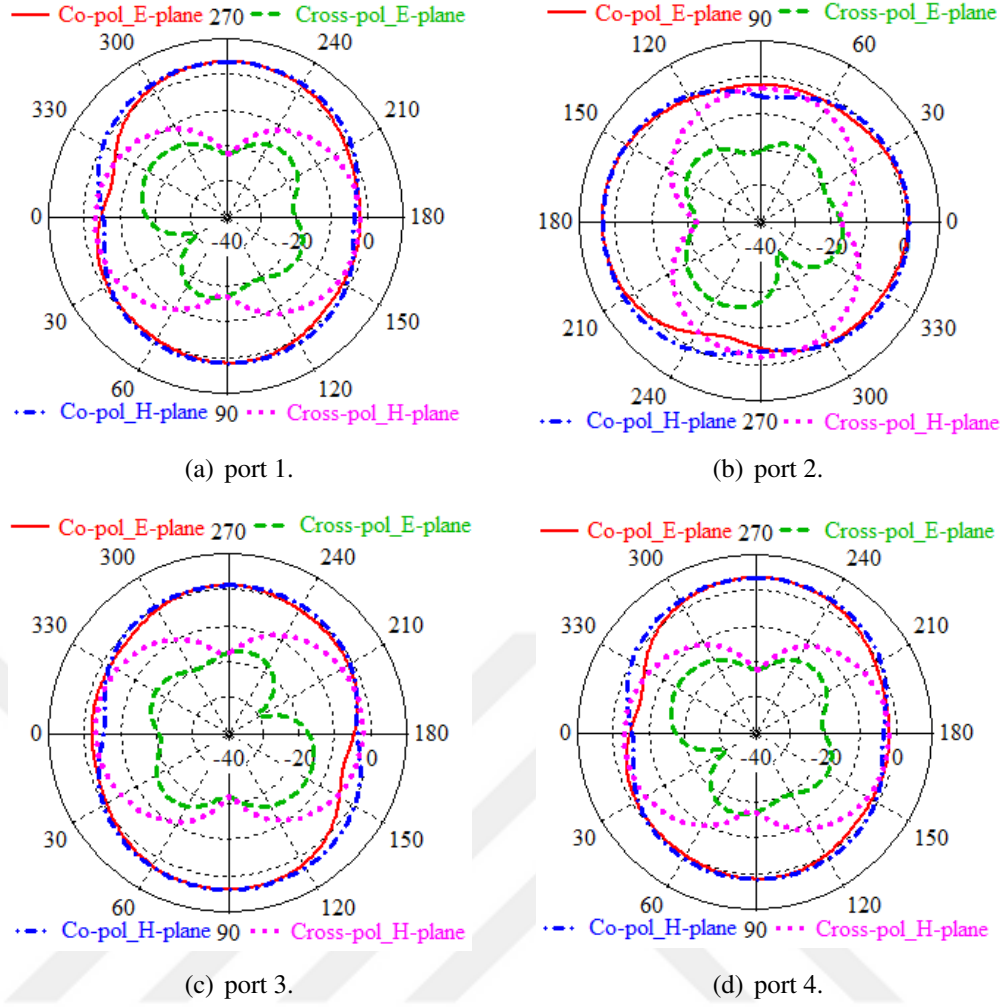 Co-pol_E-plane 270 Cross-pol_E-plane
300 240
330 210
0 -40 -20 0 180
30 150
60 120
Co-pol_H-plane 90 Cross-pol_H-plane
(a) port 1.
Co-pol_E-plane 90 Cross-pol_E-plane
120 60
150 30
180 -40 -20 0 0
210 330
240 300
Co-pol_H-plane 270 Cross-pol_H-plane
(b) port 2.
Co-pol_E-plane 270 Cross-pol_E-plane
300 240
330 210
0 -40 -20 0 180
30 150
60 120
Co-pol_H-plane 90 Cross-pol_H-plane
(c) port 3.
Co-pol_E-plane 270 Cross-pol_E-plane
300 240
330 210
0 -40 -20 0 180
30 150
60 120
Co-pol_H-plane 90 Cross-pol_H-plane
(d) port 4.